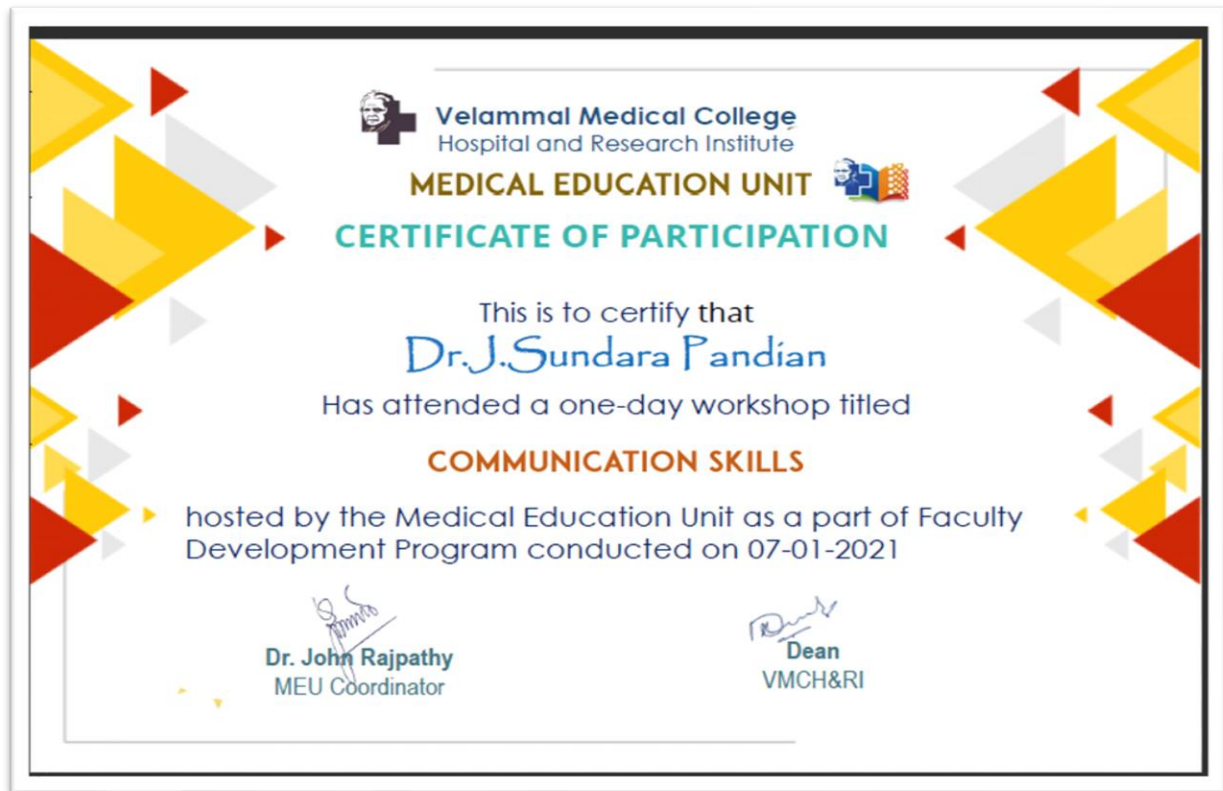 Velammal Medical College
Hospital and Research Institute
MEDICAL EDUCATION UNIT
CERTIFICATE OF PARTICIPATION
This is to certify that
Dr.J.Sundara Pandian
Has attended a one-day workshop titled
COMMUNICATION SKILLS
hosted by the Medical Education Unit as a part of Faculty
Development Program conducted on 07-01-2021
Dr. John Rajpathy
MEU Coordinator
Dean
VMCH&RI